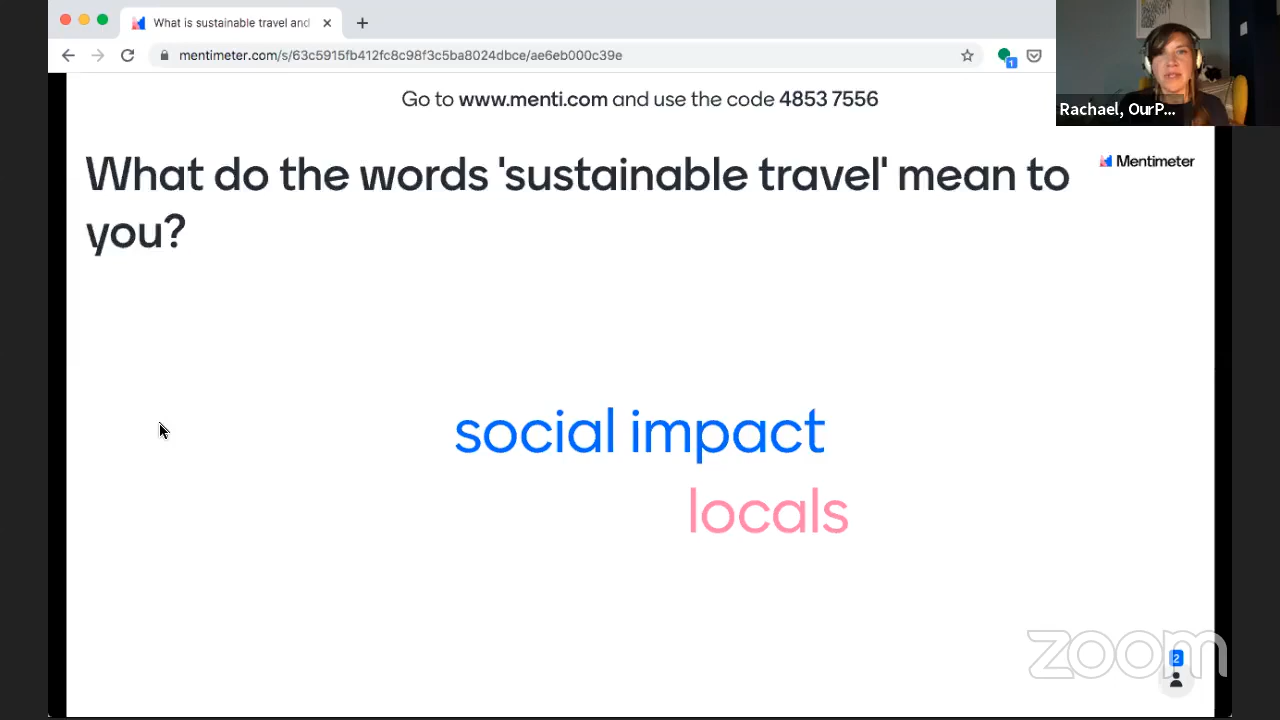 What is sustainable travel and
mentimeter.com/s/63c5915fb412fc8c98f3c5ba8024dbce/ae6eb000c39e
1
Rachael, OurP...
Go to www.menti.com and use the code 4853 7556
Mentimeter
What do the words 'sustainable travel' mean to
you?
social impact
locals
zoom
2